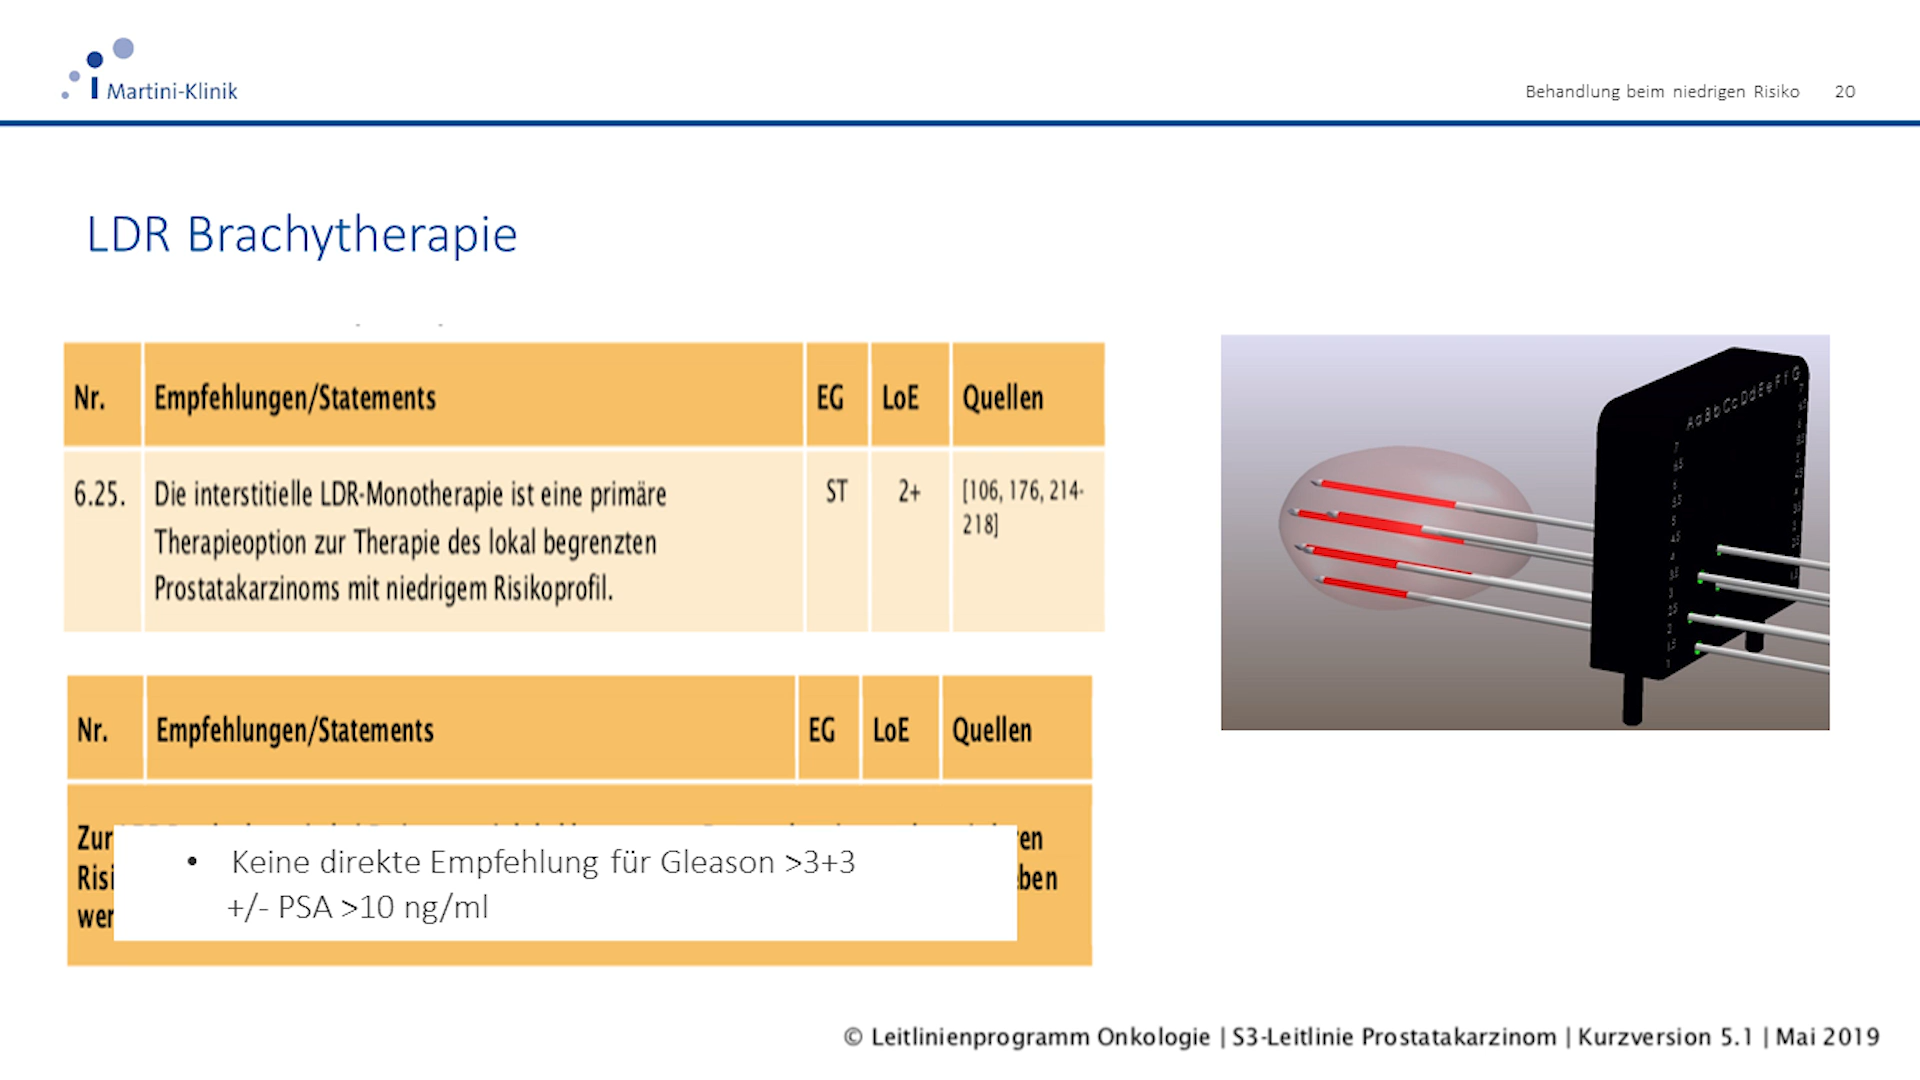 Martini-Klinik
Behandlung beim niedrigen Risiko 20
LDR Brachytherapie
Nr. Empfehlungen/Statements EG LoE Quellen
6.25. Die interstitielle LDR-Monotherapie ist eine primäre ST 2+ [106, 176, 214-
218]
Therapieoption zur Therapie des lokal begrenzten
Prostatakarzinoms mit niedrigem Risikoprofil.
A a B b C c D d E e F f G
Nr. Empfehlungen/Statements EG LoE Quellen
Zur
• Keine direkte Empfehlung für Gleason >3+3
+/- PSA >10 ng/ml
© Leitlinienprogramm Onkologie | S3-Leitlinie Prostatakarzinom | Kurzversion 5.1 | Mai 2019